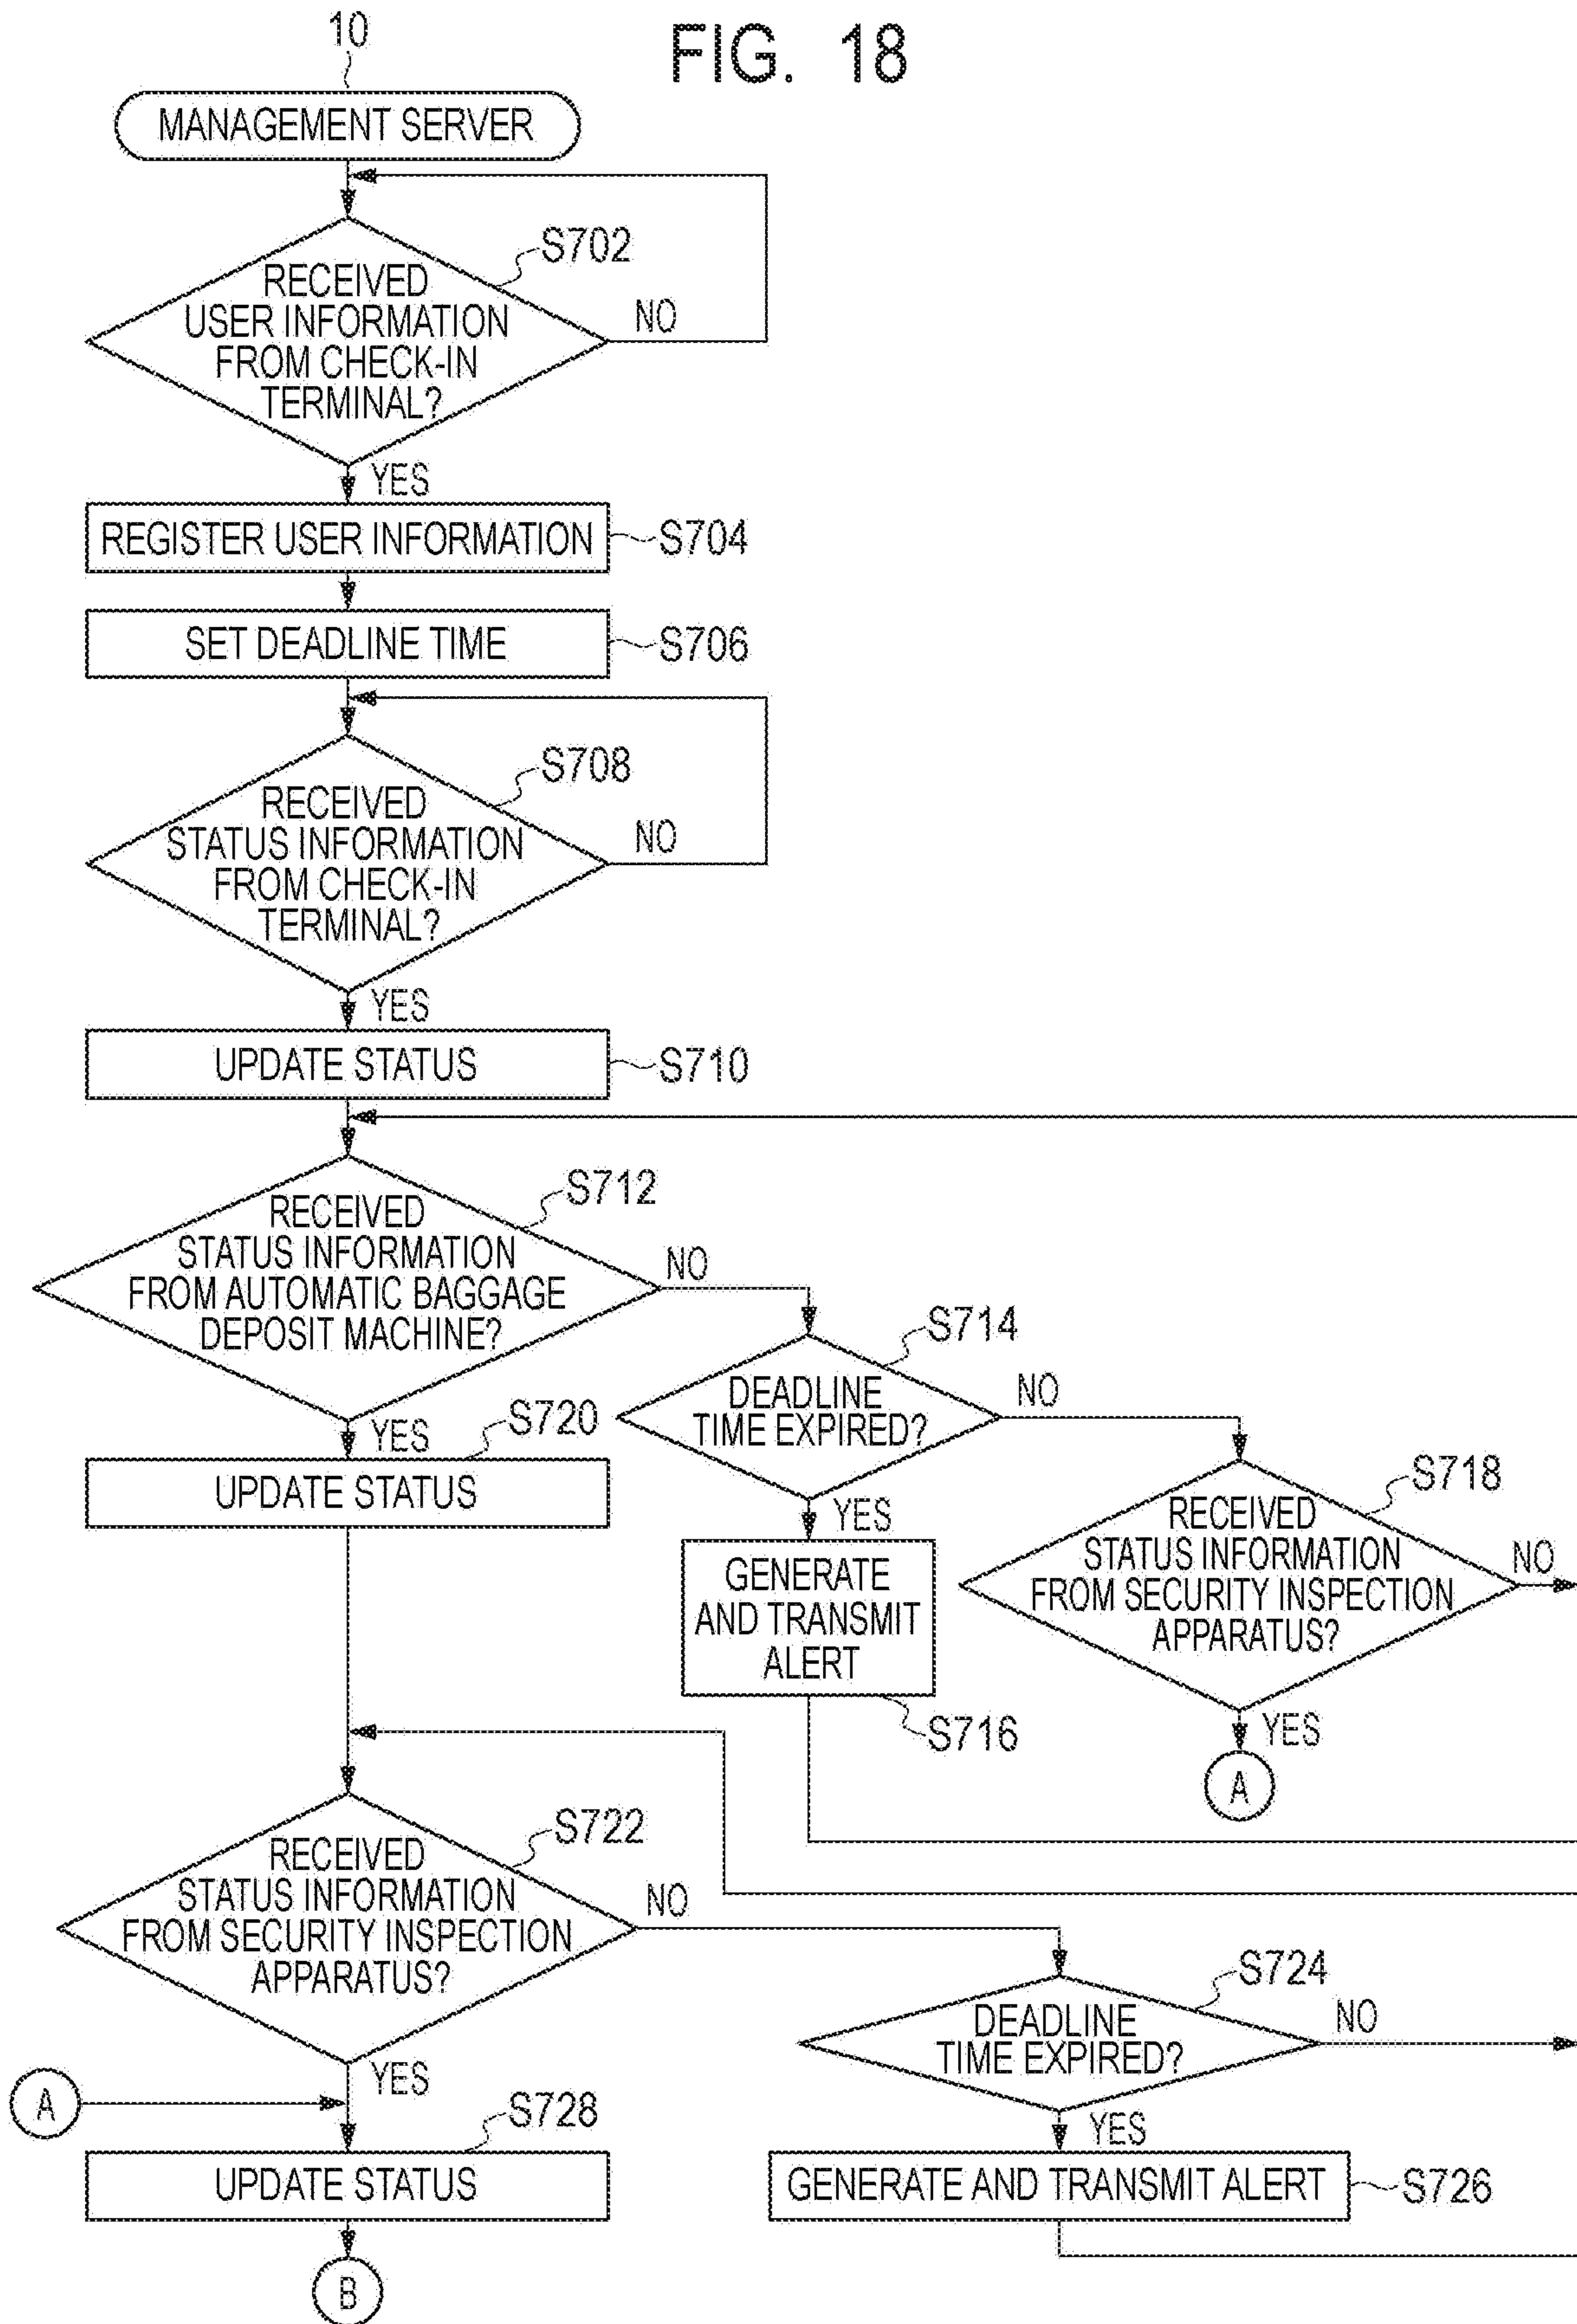 10
FIG. 18
MANAGEMENT SERVER
S702
RECEIVED
USER INFORMATION
FROM CHECK-IN
TERMINAL?
NO
YES
REGISTER USER INFORMATION
S704
SET DEADLINE TIME
S706
S708
RECEIVED
STATUS INFORMATION
FROM CHECK-IN
TERMINAL?
NO
YES
UPDATE STATUS
S710
S712
RECEIVED
STATUS INFORMATION
FROM AUTOMATIC BAGGAGE
DEPOSIT MACHINE?
NO
YES
S714
DEADLINE
TIME EXPIRED?
NO
YES
S720
UPDATE STATUS
S718
RECEIVED
STATUS INFORMATION
FROM SECURITY INSPECTION
APPARATUS?
NO
YES
A
GENERATE
AND TRANSMIT
ALERT
S716
S722
RECEIVED
STATUS INFORMATION
FROM SECURITY INSPECTION
APPARATUS?
NO
YES
S724
DEADLINE
TIME EXPIRED?
NO
YES
A
S728
UPDATE STATUS
GENERATE AND TRANSMIT ALERT
S726
B